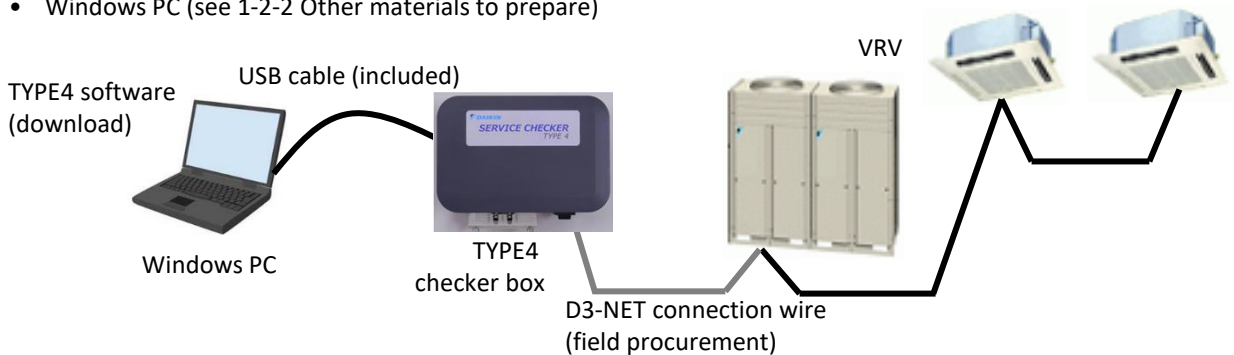 • Windows PC (see 1-2-2 Other materials to prepare)
VRV
USB cable (included)
TYPE4 software
(download)
DAIKIN
SERVICE CHECKER
TYPE 4
Windows PC
TYPE4
checker box
D3-NET connection wire
(field procurement)